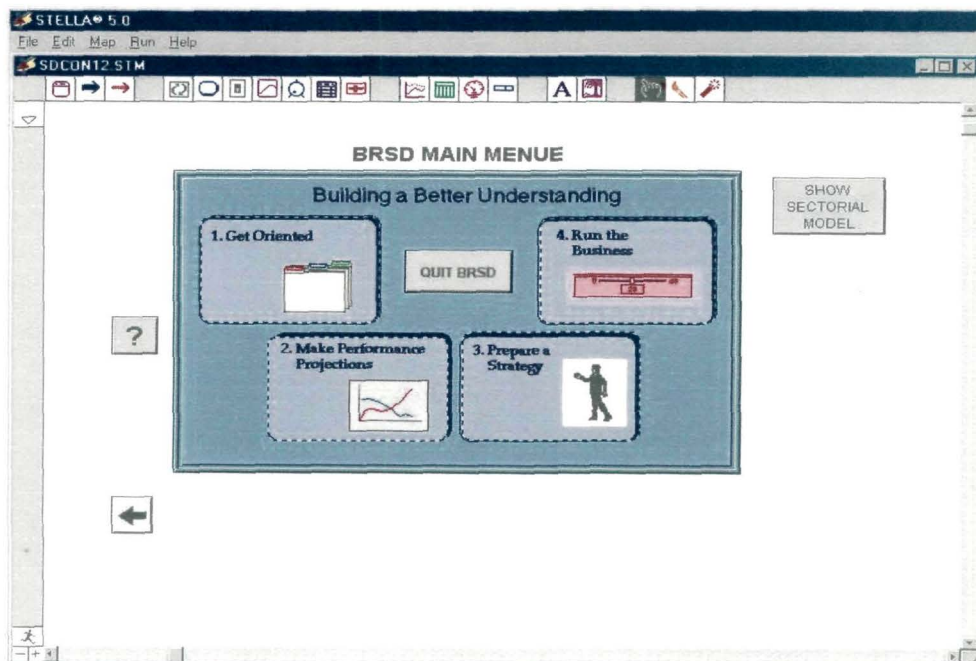 STELLA® 5.0
File Edit Map Run Help
SDCON12.STM
A
BRSD MAIN MENUE
Building a Better Understanding
1. Get Oriented
QUIT BRSD
4. Run the
Business
SHOW
SECTORIAL
MODEL
?
2. Make Performance
Projections
3. Prepare a
Strategy